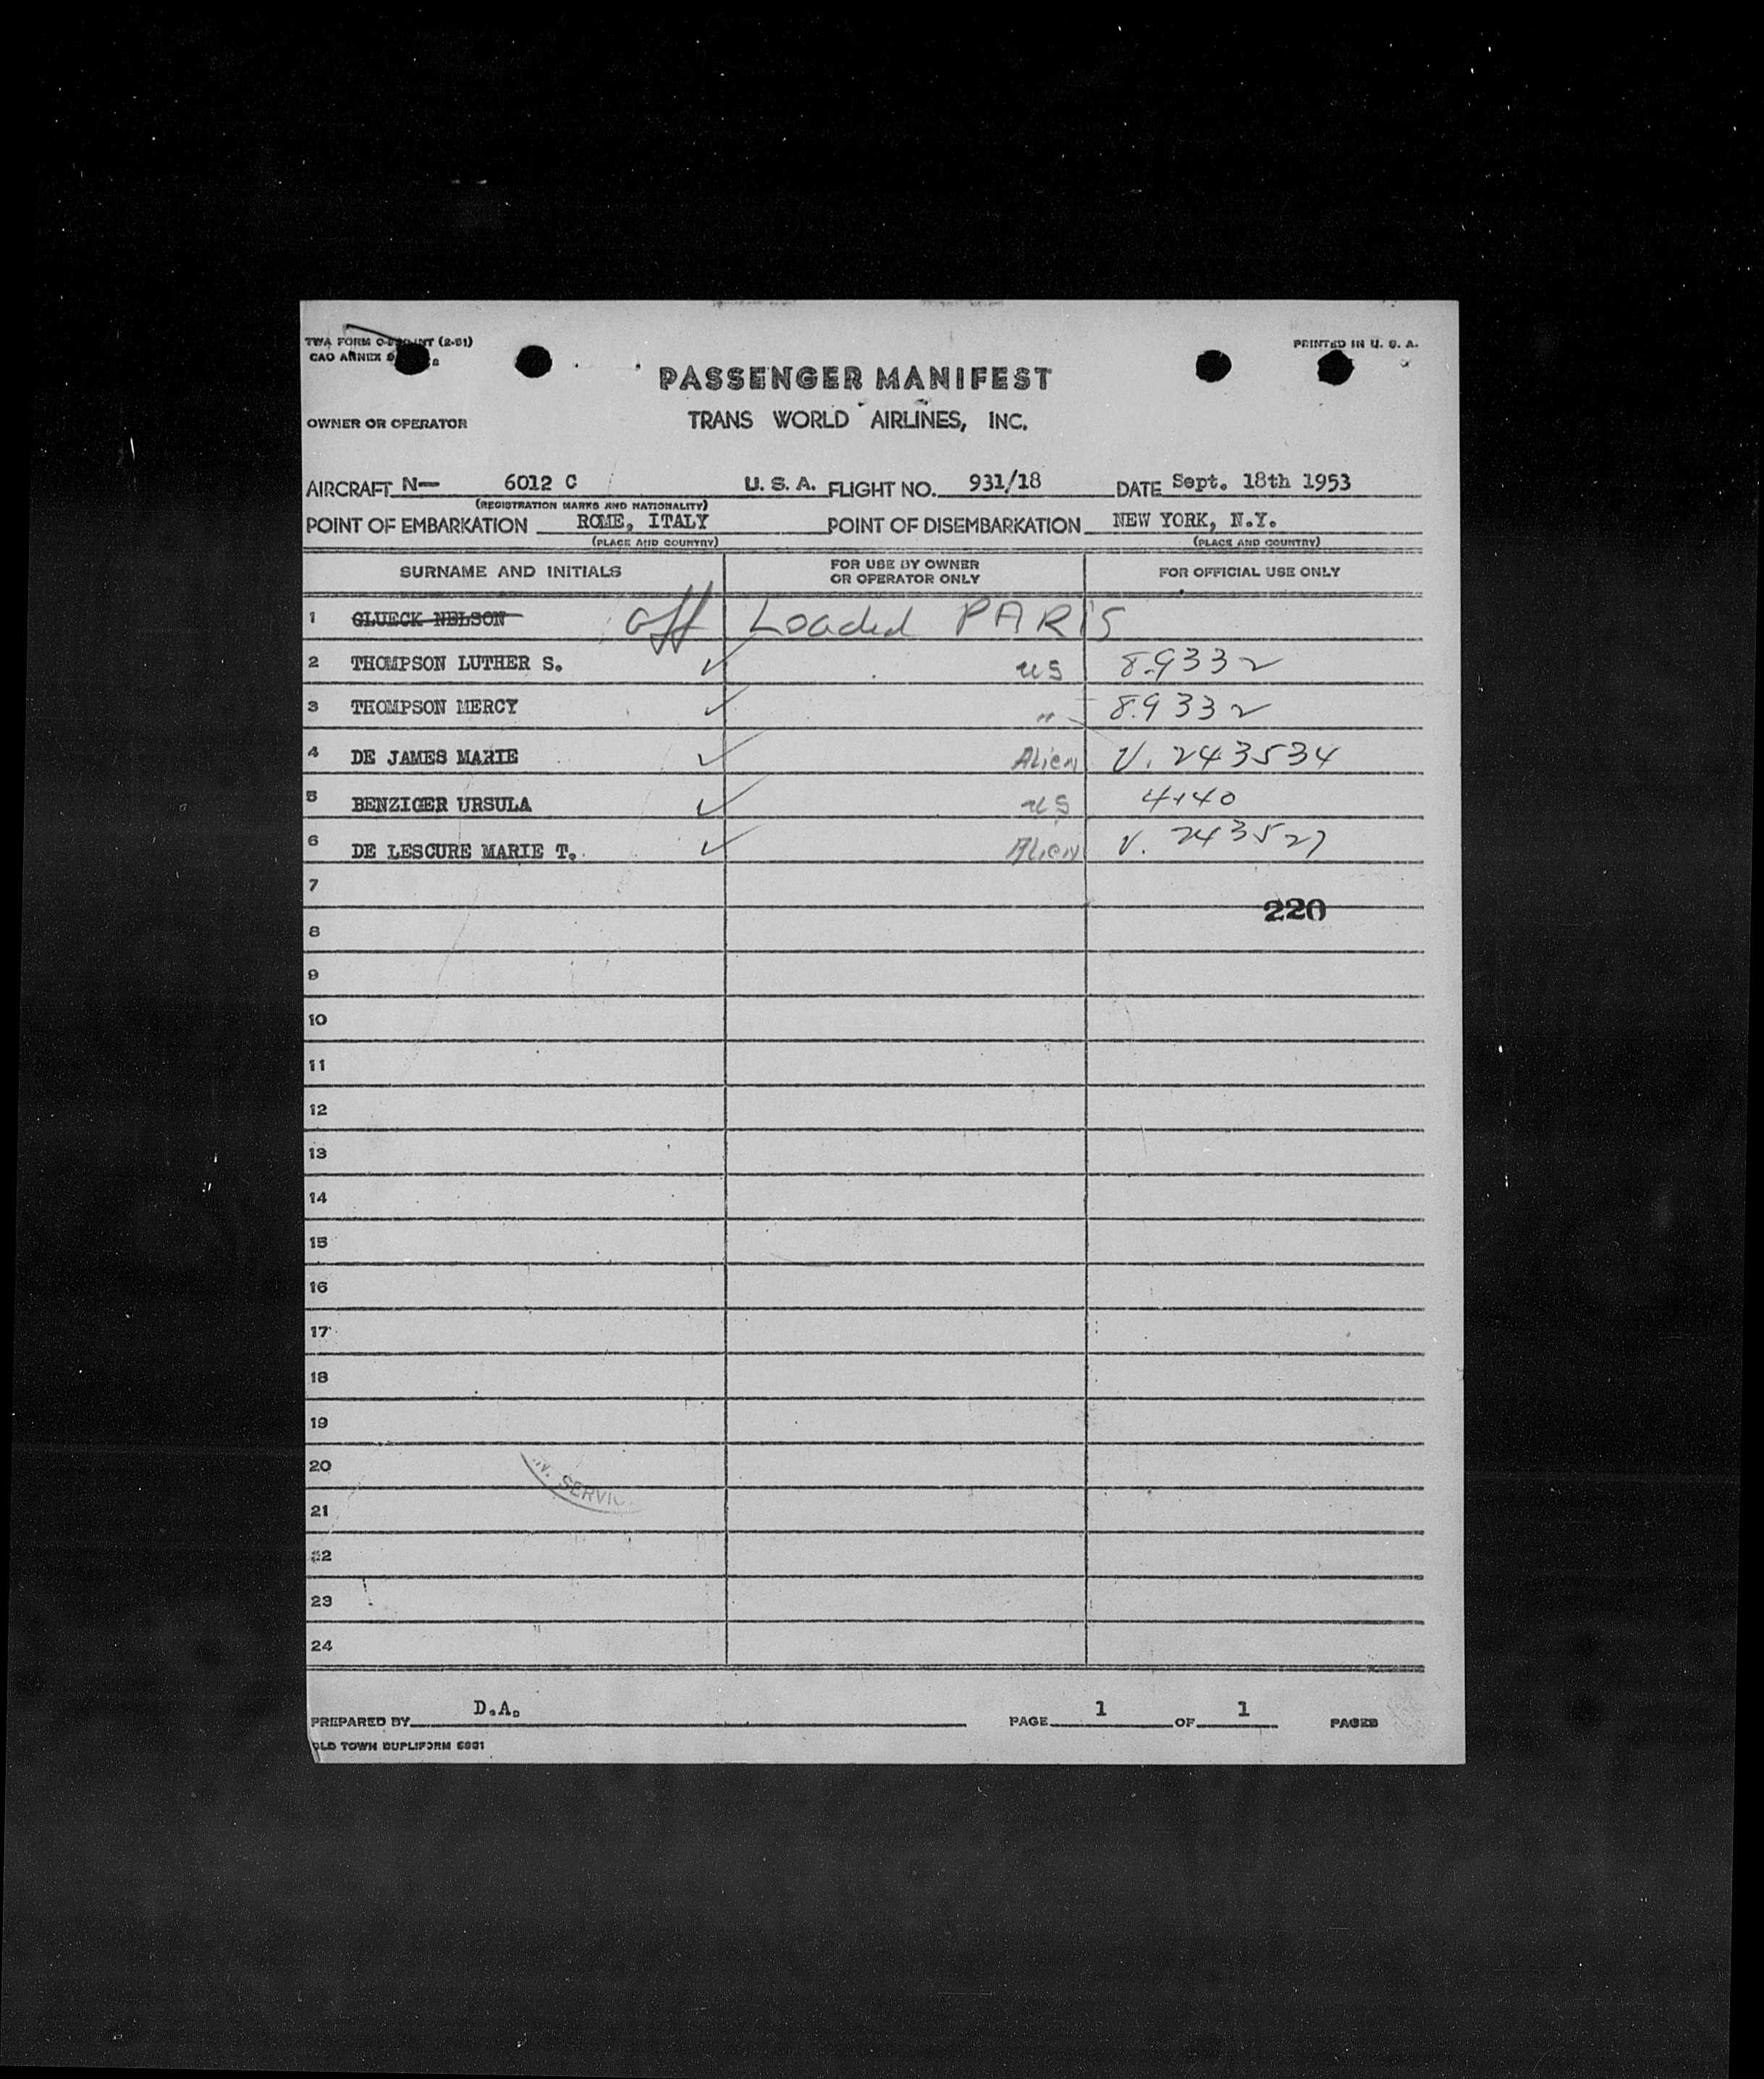 TWA FORM (2-51)
PRINTED IN U. S. A.
CAO ANNEX 9
PASSENGER MANIFEST
OWNER OR OPERATOR
TRANS WORLD AIRLINES, INC.
AIRCRAFT N— 6012 C U. S. A. FLIGHT NO. 931/18 DATE Sept. 18th 1953
(REGISTRATION MARKS AND NATIONALITY)
POINT OF EMBARKATION ROME, ITALY POINT OF DISEMBARKATION NEW YORK, N.Y.
(PLACE AND COUNTRY) (PLACE AND COUNTRY)
SURNAME AND INITIALS FOR USE BY OWNER OR OPERATOR ONLY FOR OFFICIAL USE ONLY
1 GLUECK NELSON off Loaded PARIS
2 THOMPSON LUTHER S. ✓ US 8.9332
3 THOMPSON MERCY ✓ " 8.9332
4 DE JAMES MARIE ✓ Alien V. 243534
5 BENZIGER URSULA ✓ US 4140
6 DE LESCURE MARIE T. ✓ Alien V. 243527
7
220
8
9
10
11
12
13
14
15
16
17
18
19
20
SERVIC
21
22
23
24
PREPARED BY D.A. PAGE 1 OF 1 PAGES
OLD TOWN DUPLIFORM